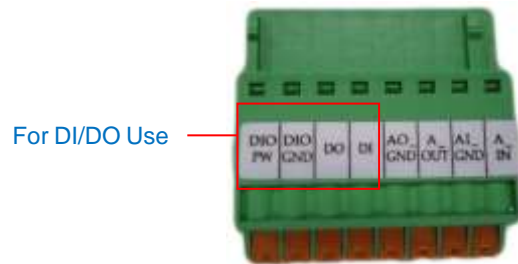 For DI/DO Use
DIO PW
DIO GND
DO
DI
AO_ GND
A_ OUT
AI_ GND
A_ IN